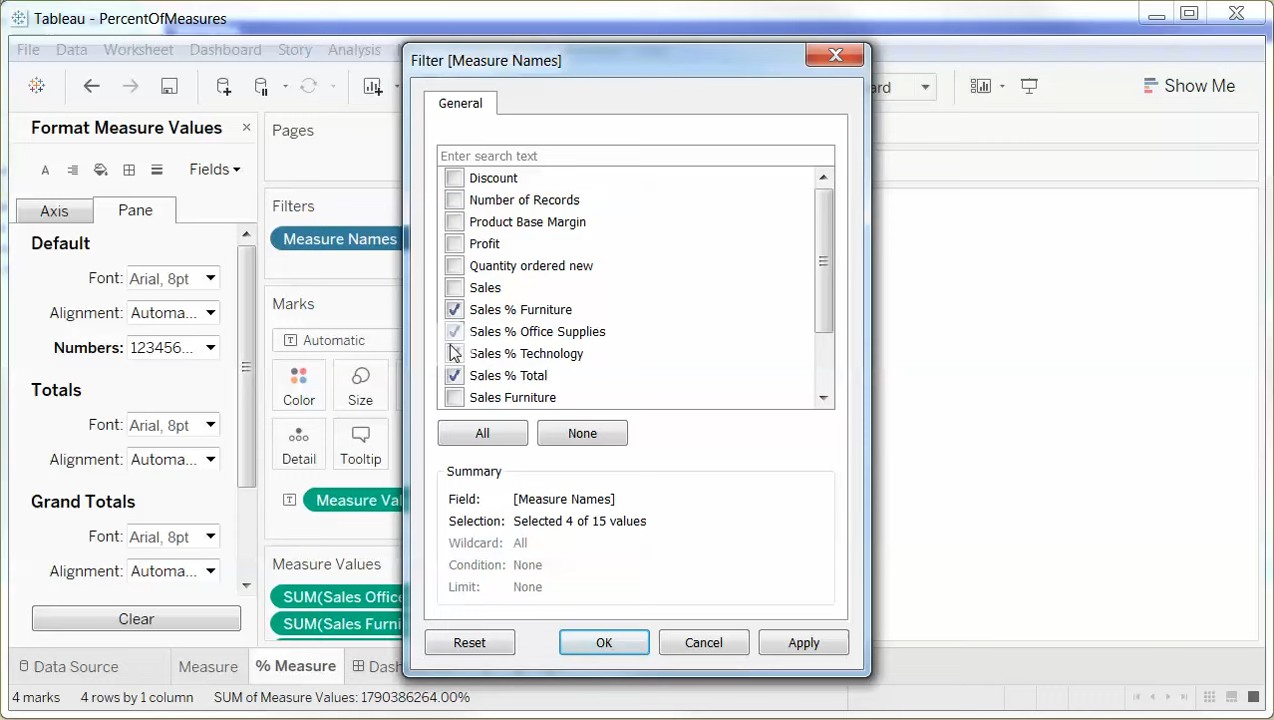 Tableau - PercentOfMeasures
File Data Worksheet Dashboard Story Analysis
Show Me
Format Measure Values
Fields
Axis Pane
Default
Font: Arial, 8pt
Alignment: Automa...
Numbers: 123456...
Totals
Font: Arial, 8pt
Alignment: Automa...
Grand Totals
Font: Arial, 8pt
Alignment: Automa...
Clear
Pages
Filters
Measure Names
Marks
Automatic
Color Size
Detail Tooltip
Measure Val
Measure Values
SUM(Sales Office
SUM(Sales Furni
Filter [Measure Names]
General
Enter search text
Discount
Number of Records
Product Base Margin
Profit
Quantity ordered new
Sales
Sales % Furniture
Sales % Office Supplies
Sales % Technology
Sales % Total
Sales Furniture
All None
Summary
Field: [Measure Names]
Selection: Selected 4 of 15 values
Wildcard: All
Condition: None
Limit: None
Reset OK Cancel Apply
Data Source Measure % Measure Dash
4 marks 4 rows by 1 column SUM of Measure Values: 1790386264.00%